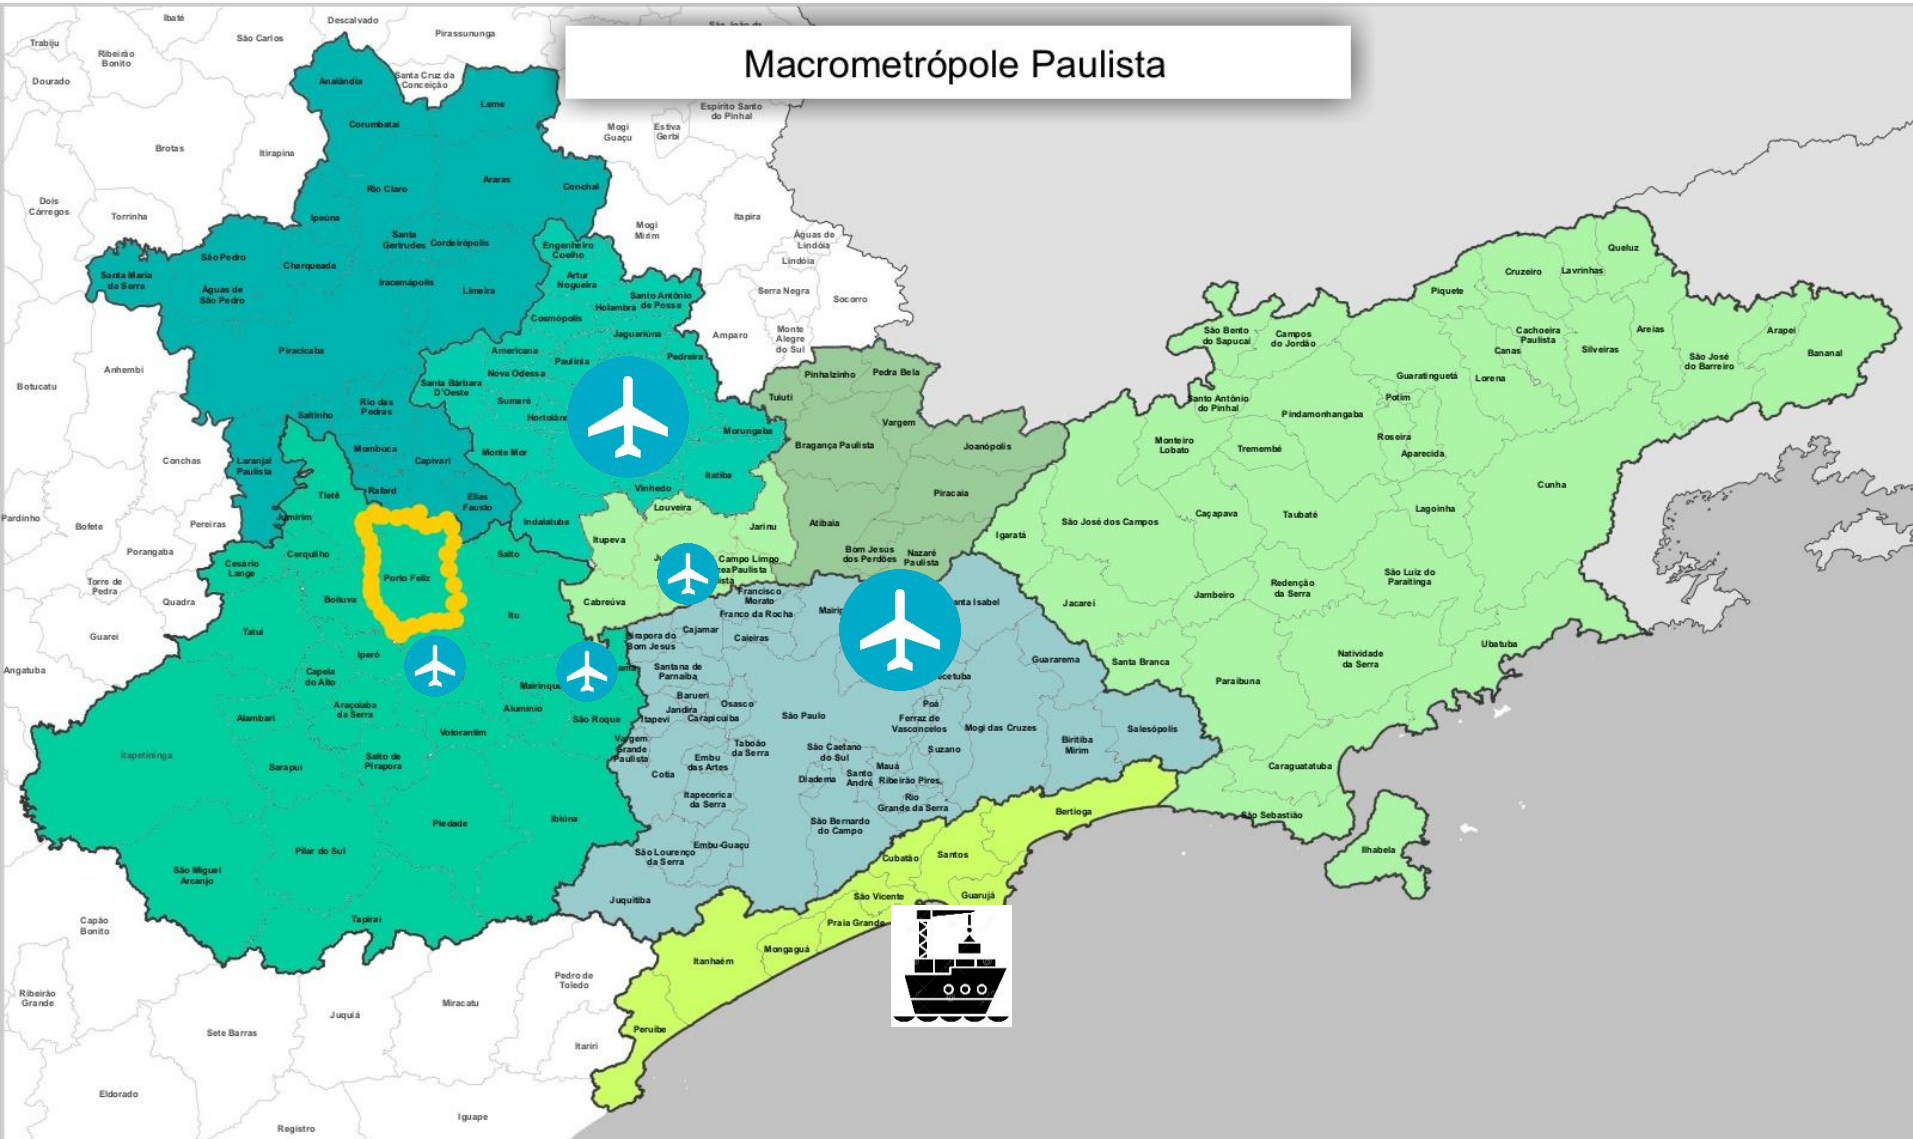 Macrometrópole Paulista
Ibaté
Descalvado
Pirassununga
São Carlos
Trabiju
Ribeirão
Bonito
Dourado
Analândia
Santa Cruz da
Conceição
Leme
Espírito Santo
do Pinhal
Corumbataí
Mogi
Guaçu
Estiva
Gerbi
Brotas
Itirapina
Araras
Conchal
Rio Claro
Dois
Córregos
Torrinha
Ipeúna
Itapira
Mogi
Mirim
Águas de
Lindóia
Santa
Gertrudes
Cordeirópolis
Engenheiro
Coelho
Queluz
São Pedro
Charqueada
Lindóia
Cruzeiro
Lavrinhas
Santa Maria
da Serra
Iracemápolis
Limeira
Artur
Nogueira
Águas de
São Pedro
Holambra
Santo Antônio
de Posse
Serra Negra
Socorro
Piquete
Cosmópolis
Jaguariúna
Amparo
Monte
Alegre
do Sul
São Bento
do Sapucaí
Campos
do Jordão
Cachoeira
Paulista
Areias
Arapeí
Piracicaba
Americana
Paulínia
Pedreira
Canas
Silveiras
São José
do Barreiro
Bananal
Anhembi
Nova Odessa
Pinhalzinho
Pedra Bela
Guaratinguetá
Lorena
Botucatu
Santa Bárbara
D'Oeste
Tuiuti
Santo Antônio
do Pinhal
Potim
Sumaré
Rio das
Pedras
Saltinho
Pindamonhangaba
Vargem
Morungaba
Bragança Paulista
Joanópolis
Monteiro
Lobato
Tremembé
Roseira
Aparecida
Mombuca
Capivari
Monte Mor
Conchas
Laranjal
Paulista
Itatiba
Cunha
Rafard
Tietê
Elias
Fausto
Vinhedo
Piracaia
Louveira
Lagoinha
Caçapava
Taubaté
Pardinho
Bofete
Pereiras
Jumirim
Indaiatuba
Jarinu
Atibaia
São José dos Campos
Igaratá
Itupeva
Porangaba
Cerquilho
Salto
Campo Limpo
Paulista
Bom Jesus
dos Perdões
Nazaré
Paulista
Cesário
Lange
Torre de
Pedra
Porto Feliz
São Luiz do
Paraitinga
Redenção
da Serra
Quadra
Boituva
Cabreúva
Francisco
Morato
Franco da Rocha
Jacareí
Jambeiro
Itu
Guareí
Tatuí
Cajamar
Caieiras
Pirapora do
Bom Jesus
Iperó
Guararema
Santa Branca
Natividade
da Serra
Ubatuba
Angatuba
Capela
do Alto
Santana de
Parnaíba
Paraibuna
Barueri
Osasco
Poá
Araçoiaba
da Serra
Alumínio
São Roque
Jandira
Itapevi
Carapicuíba
São Paulo
Ferraz de
Vasconcelos
Mogi das Cruzes
Salesópolis
Alambari
Votorantim
Vargem
Grande
Paulista
Taboão
da Serra
São Caetano
do Sul
Suzano
Biritiba
Mirim
Itapetininga
Salto de
Pirapora
Sarapuí
Embu
das Artes
Cotia
Mauá
Diadema
Santo
André
Ribeirão Pires
Caraguatatuba
Itapecerica
da Serra
Rio
Grande da Serra
Bertioga
São Sebastião
Piedade
Ibiúna
São Bernardo
do Campo
Pilar do Sul
São Lourenço
da Serra
Embu-Guaçu
Cubatão
Santos
Ilhabela
São Miguel
Arcanjo
Juquitiba
São Vicente
Guarujá
Tapiraí
Praia Grande
Capão
Bonito
Mongaguá
Itanhaém
Pedro de
Toledo
Ribeirão
Grande
Miracatu
Juquiá
Sete Barras
Peruíbe
Itariri
Eldorado
Iguape
Registro